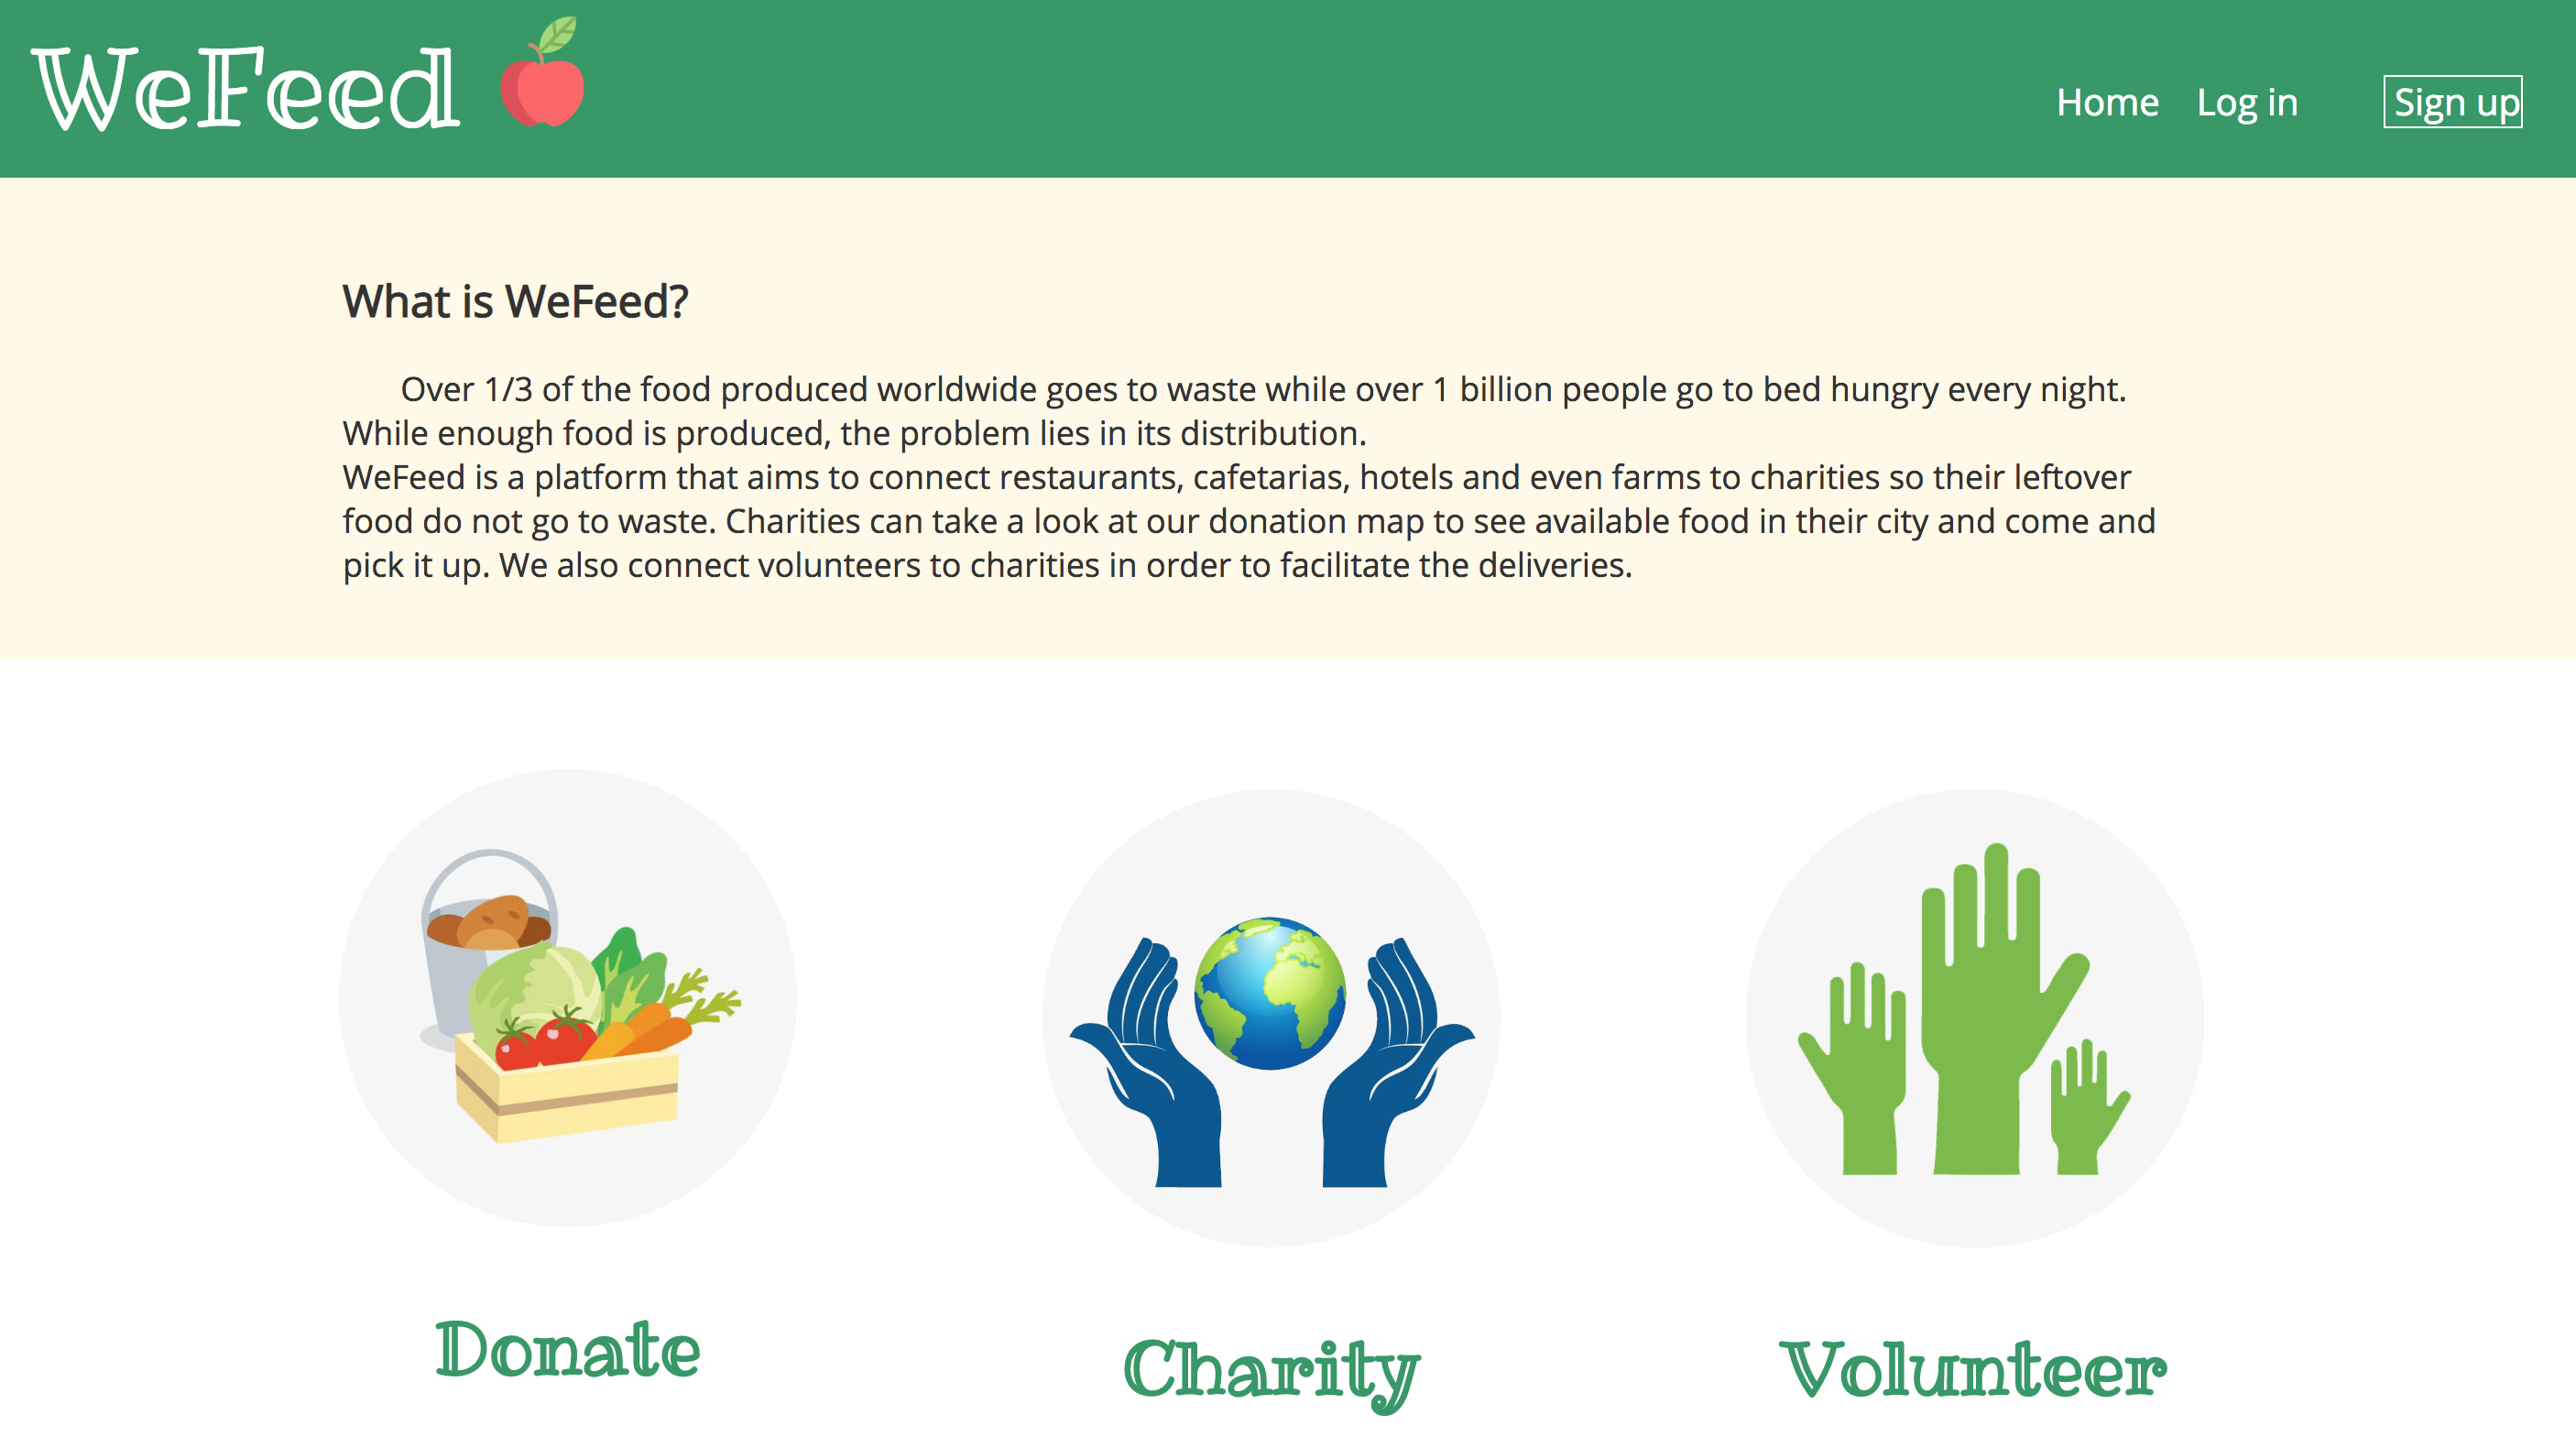 WeFeed
Home Log in Sign up
What is WeFeed?
Over 1/3 of the food produced worldwide goes to waste while over 1 billion people go to bed hungry every night.
While enough food is produced, the problem lies in its distribution.
WeFeed is a platform that aims to connect restaurants, cafetarias, hotels and even farms to charities so their leftover
food do not go to waste. Charities can take a look at our donation map to see available food in their city and come and
pick it up. We also connect volunteers to charities in order to facilitate the deliveries.
Donate
Charity
Volunteer